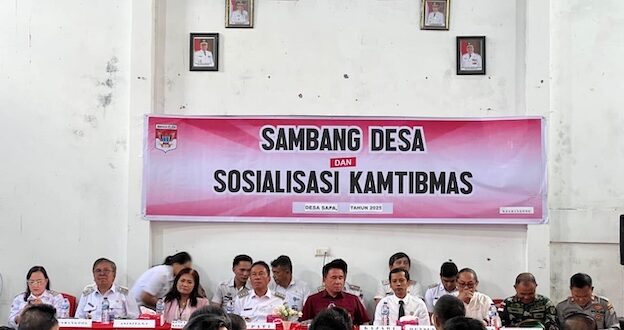 SAMBANG DESA
DAN
SOSIALISASI KAMTIBMAS
DESA SAPA, TAHUN 2025